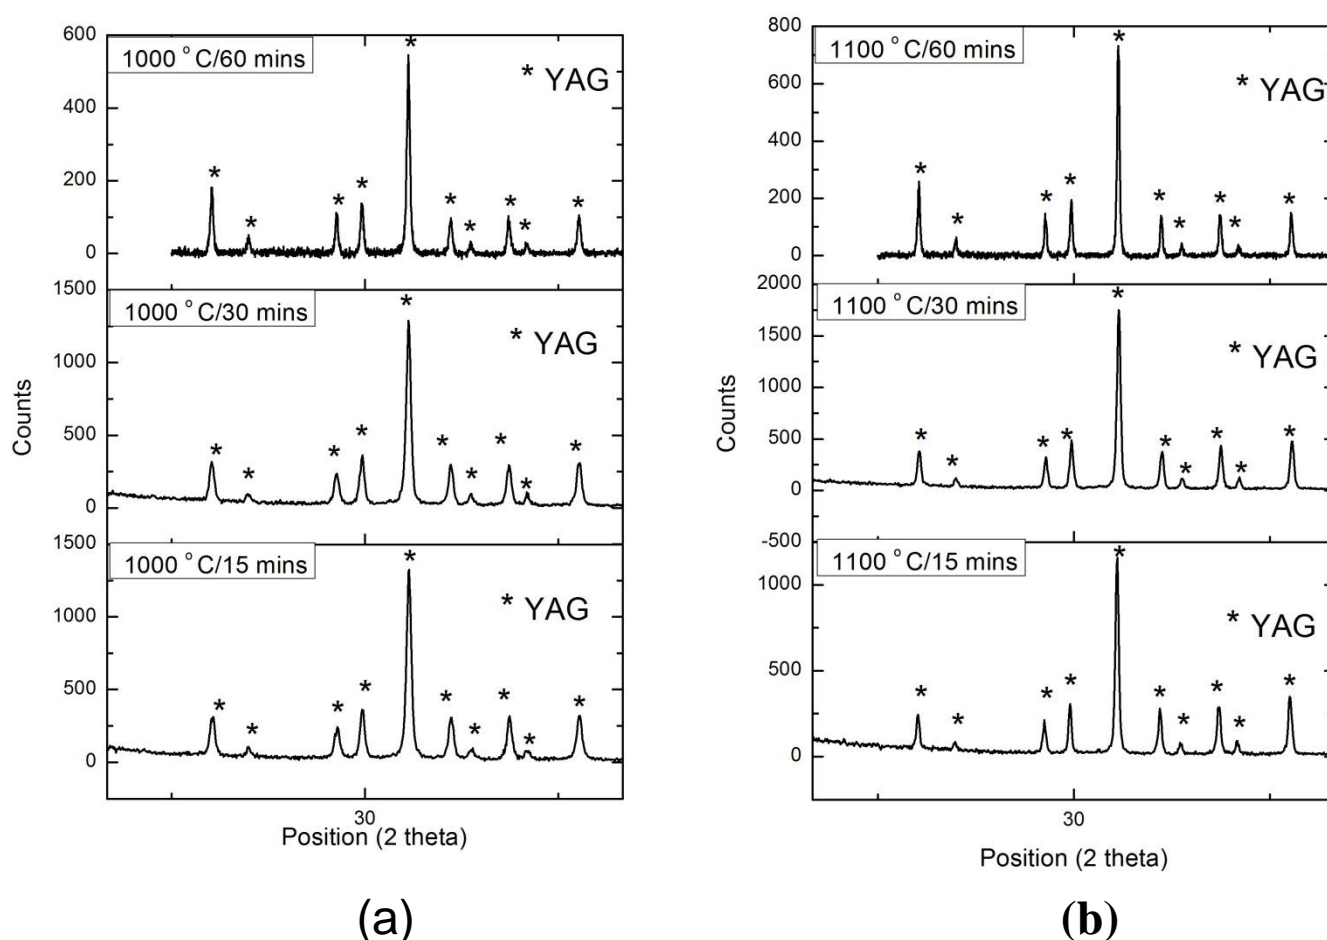 600
1000 °C/60 mins
*
* YAG
400
200
* * * * * * * * *
0
1500
1000 °C/30 mins
*
* YAG
1000
500
* * * * * * * * *
0
1500
1000 °C/15 mins
*
* YAG
1000
500
* * * * * * * * *
0
Counts
30
Position (2 theta)
(a)
800
1100 °C/60 mins
*
* YAG
600
400
200
* * * * * * * * *
0
2000
1100 °C/30 mins
*
* YAG
1500
1000
500
* * * * * * * * *
0
-500
1100 °C/15 mins
*
* YAG
1000
500
* * * * * * * * *
0
Counts
30
Position (2 theta)
(b)